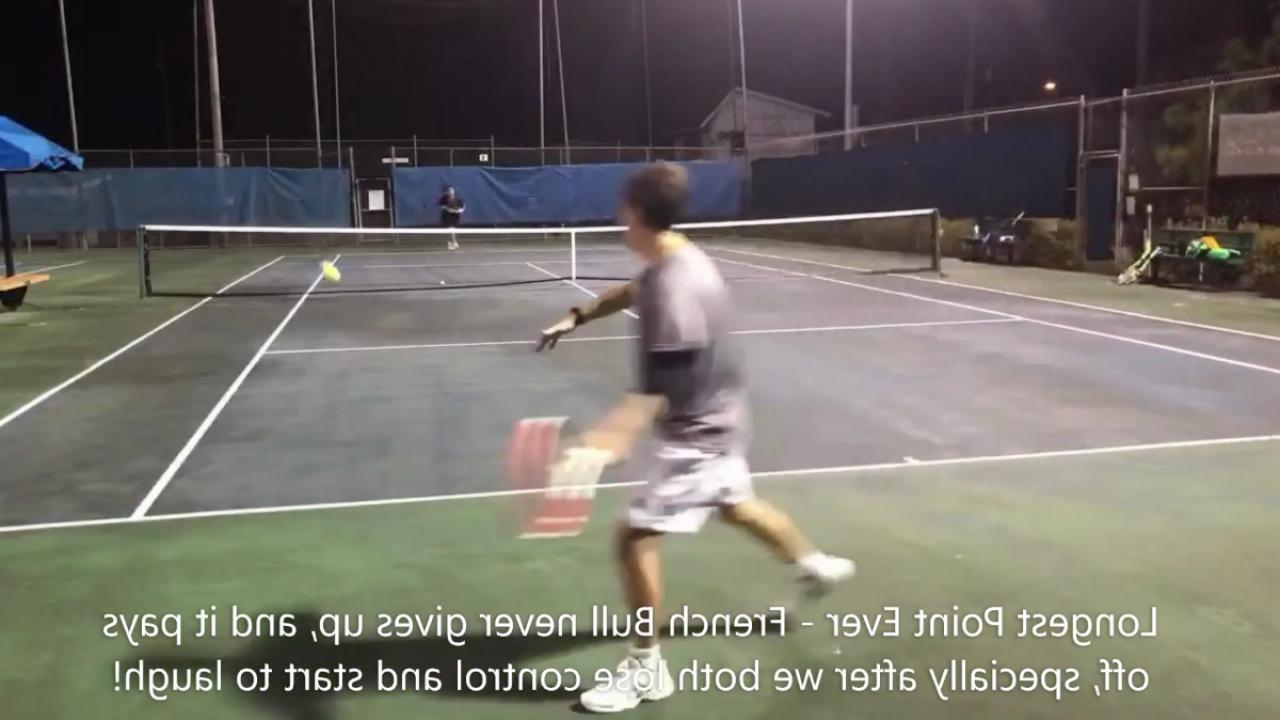 Longest Point Ever - French Bull never gives up, and it pays
off, specially after we both lose control and start to laugh!